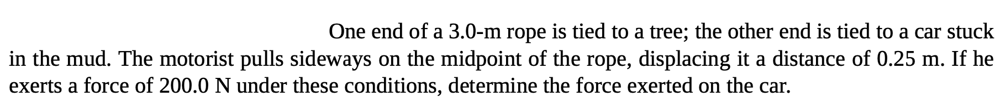 One end of a 3.0-m rope is tied to a tree; the other end is tied to a car stuck
in the mud. The motorist pulls sideways on the midpoint of the rope, displacing it a distance of 0.25 m. If he
exerts a force of 200.0 N under these conditions, determine the force exerted on the car.